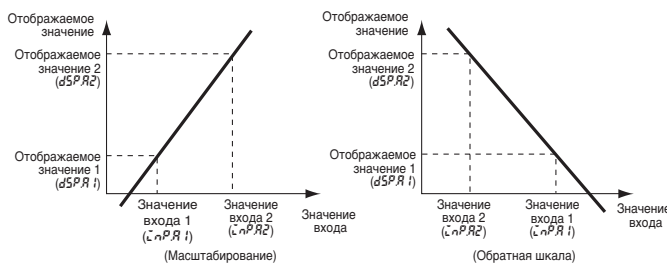 Отображаемое
значение
Отображаемое
значение 2
(dSP.A2)
Отображаемое
значение 1
(dSP.A1)
Значение
входа 1
(inP.A1)
Значение
входа 2
(inP.A2)
Значение
входа
(Масштабирование)
Отображаемое
значение
Отображаемое
значение 2
(dSP.A2)
Отображаемое
значение 1
(dSP.A1)
Значение
входа 2
(inP.A2)
Значение
входа 1
(inP.A1)
Значение
входа
(Обратная шкала)